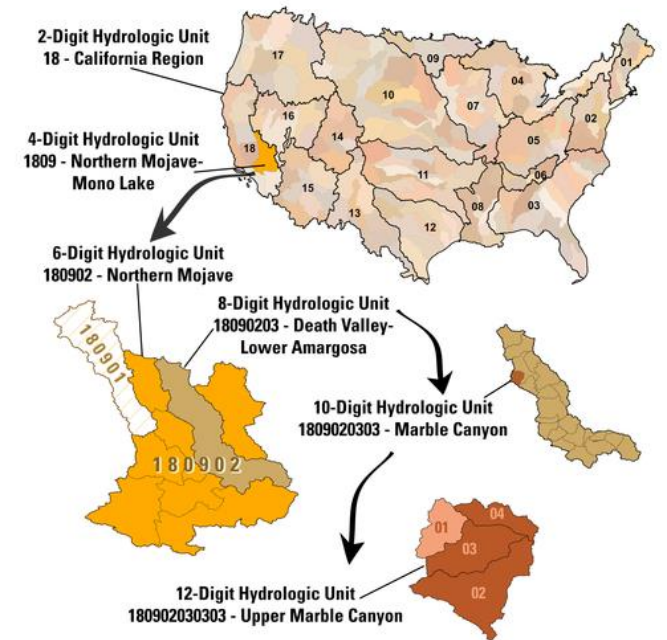 2-Digit Hydrologic Unit
18 - California Region
17
09
01
04
10
07
16
02
18
14
05
06
11
15
08
03
13
12
4-Digit Hydrologic Unit
1809 - Northern Mojave-
Mono Lake
6-Digit Hydrologic Unit
180902 - Northern Mojave
8-Digit Hydrologic Unit
18090203 - Death Valley-
Lower Amargosa
180901
180902
10-Digit Hydrologic Unit
1809020303 - Marble Canyon
01
04
03
02
12-Digit Hydrologic Unit
180902030303 - Upper Marble Canyon